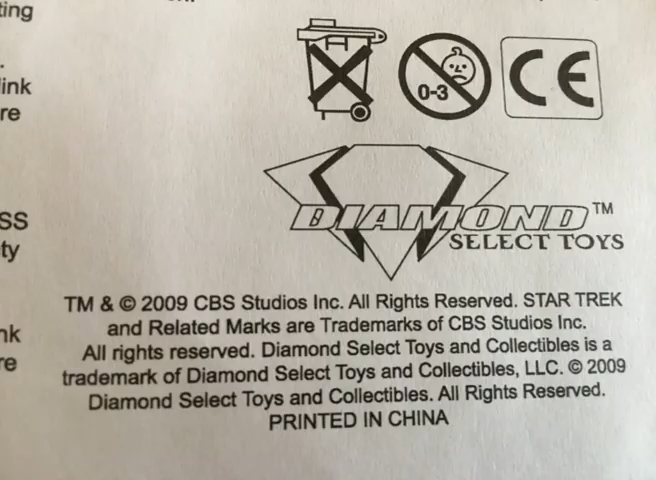 ting
.
link
re
0-3
CE
DIAMOND™
SELECT TOYS
SS
ty
nk
re
TM & © 2009 CBS Studios Inc. All Rights Reserved. STAR TREK
and Related Marks are Trademarks of CBS Studios Inc.
All rights reserved. Diamond Select Toys and Collectibles is a
trademark of Diamond Select Toys and Collectibles, LLC. © 2009
Diamond Select Toys and Collectibles. All Rights Reserved.
PRINTED IN CHINA